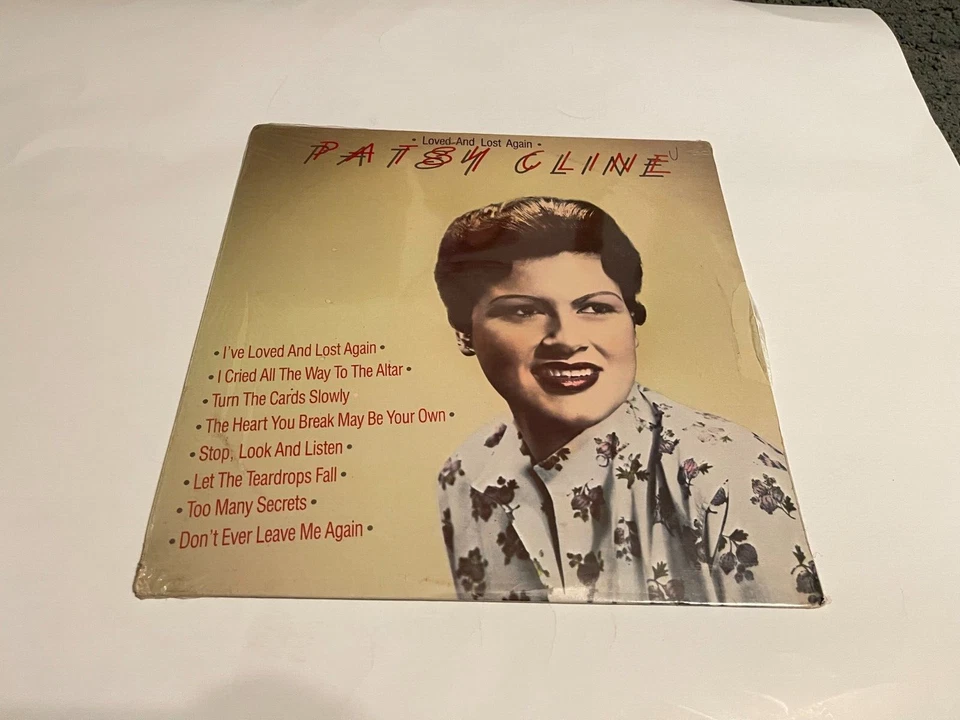 • Loved And Lost Again •
PATSY CLINE
• I've Loved And Lost Again •
• I Cried All The Way To The Altar •
• Turn The Cards Slowly
• The Heart You Break May Be Your Own •
• Stop, Look And Listen •
• Let The Teardrops Fall •
• Too Many Secrets •
• Don't Ever Leave Me Again •